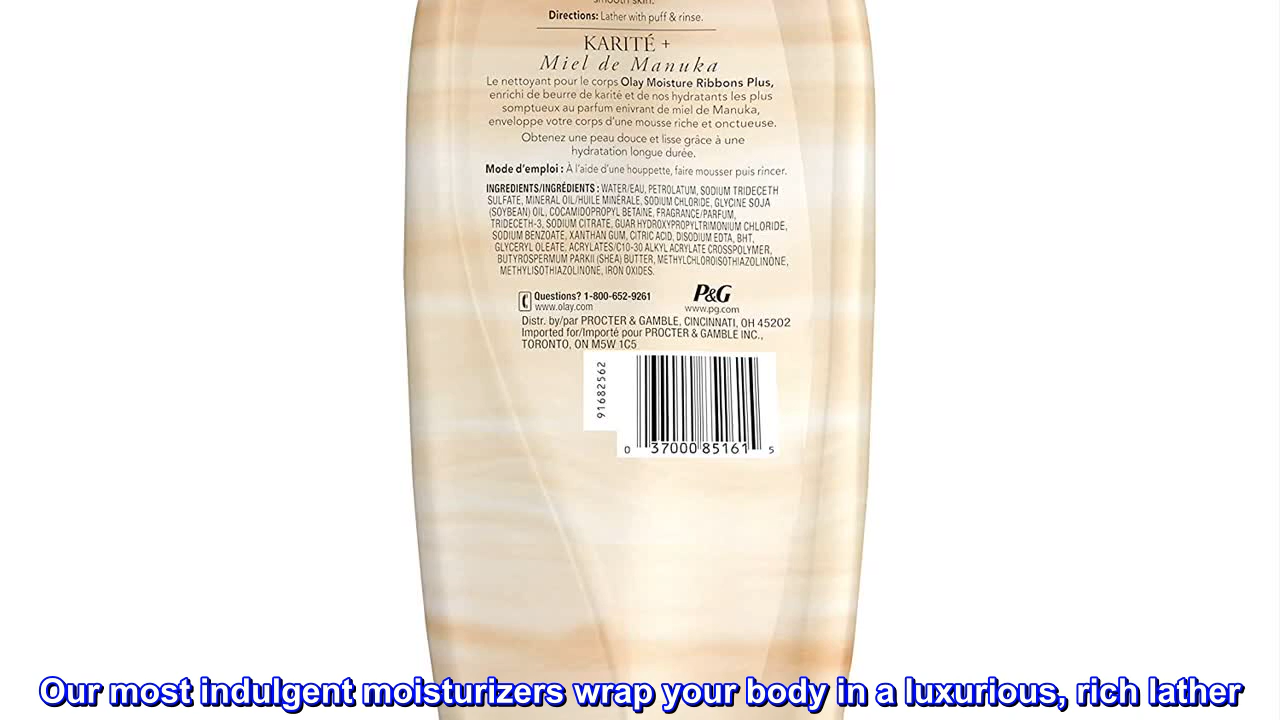 smooth skin.
Directions: Lather with puff & rinse.
KARITÉ +
Miel de Manuka
Le nettoyant pour le corps Olay Moisture Ribbons Plus,
enrichi de beurre de karité et de nos hydratants les plus
somptueux au parfum enivrant de miel de Manuka,
enveloppe votre corps d'une mousse riche et onctueuse.
Obtenez une peau douce et lisse grâce à une
hydratation longue durée.
Mode d'emploi : À l'aide d'une houppette, faire mousser puis rincer.
INGREDIENTS/INGRÉDIENTS : WATER/EAU, PETROLATUM, SODIUM TRIDECETH
SULFATE, MINERAL OIL/HUILE MINÉRALE, SODIUM CHLORIDE, GLYCINE SOJA
(SOYBEAN) OIL, COCAMIDOPROPYL BETAINE, FRAGRANCE/PARFUM,
TRIDECETH-3, SODIUM CITRATE, GUAR HYDROXYPROPYLTRIMONIUM CHLORIDE,
SODIUM BENZOATE, XANTHAN GUM, CITRIC ACID, DISODIUM EDTA, BHT,
GLYCERYL OLEATE, ACRYLATES/C10-30 ALKYL ACRYLATE CROSSPOLYMER,
BUTYROSPERMUM PARKII (SHEA) BUTTER, METHYLCHLOROISOTHIAZOLINONE,
METHYLISOTHIAZOLINONE, IRON OXIDES.
Questions? 1-800-652-9261
www.olay.com
P&G
www.pg.com
Distr. by/par PROCTER & GAMBLE, CINCINNATI, OH 45202
Imported for/Importé pour PROCTER & GAMBLE INC.,
TORONTO, ON M5W 1C5
91682562
0 37000 85161 5
Our most indulgent moisturizers wrap your body in a luxurious, rich lather